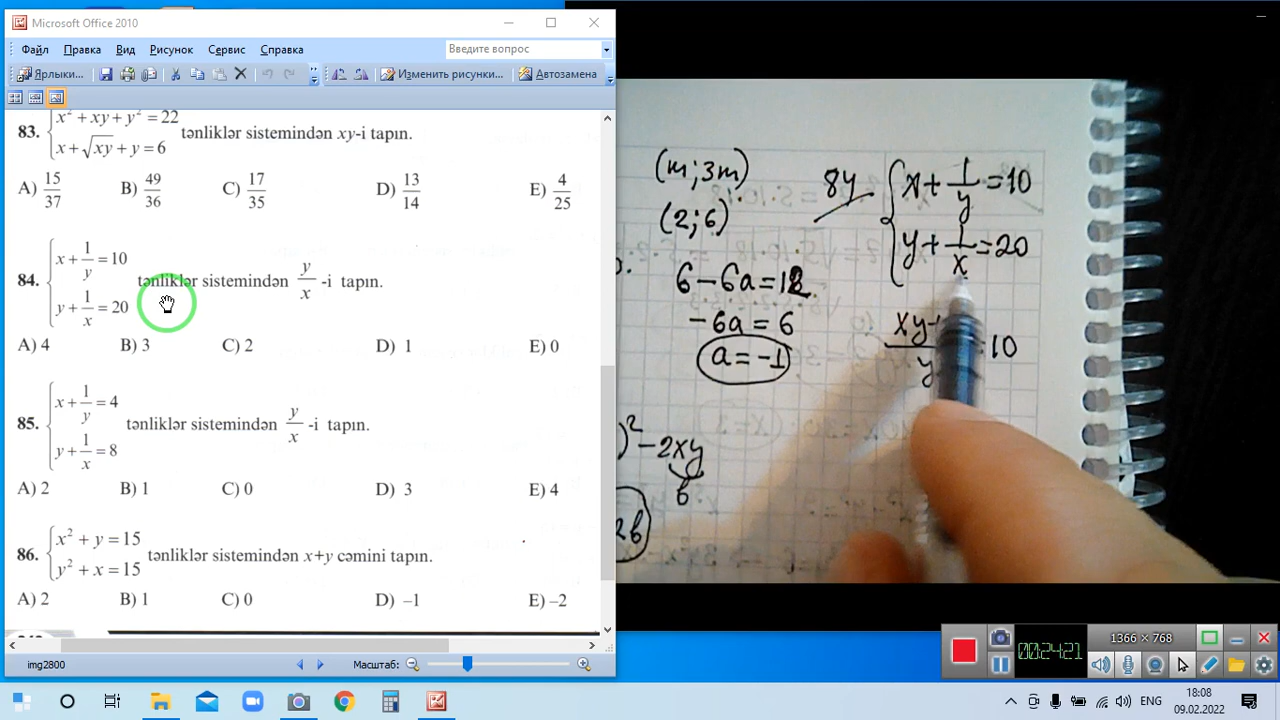 Microsoft Office 2010
Файл Правка Вид Рисунок Сервис Справка Введите вопрос
Ярлыки... Изменить рисунки... Автозамена
83. { x² + xy + y² = 22
x + √xy + y = 6 tənliklər sistemindən xy-i tapın.
A) 15/37 B) 49/36 C) 17/35 D) 13/14 E) 4/25
84. { x + 1/y = 10
y + 1/x = 20 tənliklər sistemindən y/x -i tapın.
A) 4 B) 3 C) 2 D) 1 E) 0
85. { x + 1/y = 4
y + 1/x = 8 tənliklər sistemindən y/x -i tapın.
A) 2 B) 1 C) 0 D) 3 E) 4
86. { x² + y = 15
y² + x = 15 tənliklər sistemindən x+y cəmini tapın.
A) 2 B) 1 C) 0 D) –1 E) –2
img2800 Масштаб:
(m; 3m)
(2; 6)
6 – 6a = 12
–6a = 6
a = –1
)² – 2xy
84 { x + 1/y = 10
y + 1/x = 20
xy+
y
10
00:24:21
1366 × 768
ENG
18:08
09.02.2022